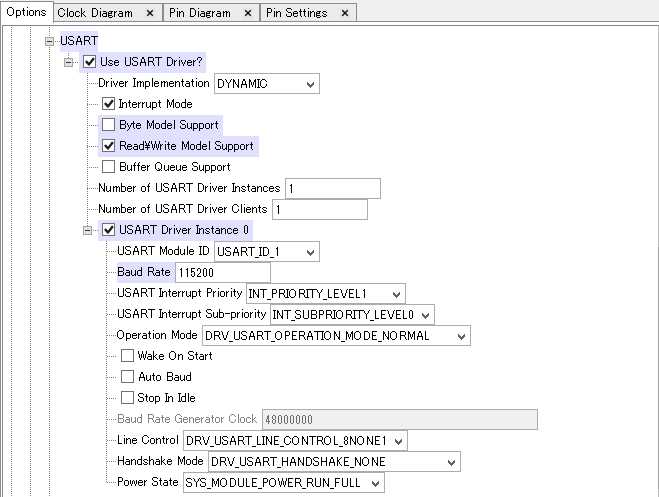 Options Clock Diagram × Pin Diagram × Pin Settings ×
USART
Use USART Driver?
Driver Implementation DYNAMIC
Interrupt Mode
Byte Model Support
Read¥Write Model Support
Buffer Queue Support
Number of USART Driver Instances 1
Number of USART Driver Clients 1
USART Driver Instance 0
USART Module ID USART_ID_1
Baud Rate 115200
USART Interrupt Priority INT_PRIORITY_LEVEL1
USART Interrupt Sub-priority INT_SUBPRIORITY_LEVEL0
Operation Mode DRV_USART_OPERATION_MODE_NORMAL
Wake On Start
Auto Baud
Stop In Idle
Baud Rate Generator Clock 48000000
Line Control DRV_USART_LINE_CONTROL_8NONE1
Handshake Mode DRV_USART_HANDSHAKE_NONE
Power State SYS_MODULE_POWER_RUN_FULL